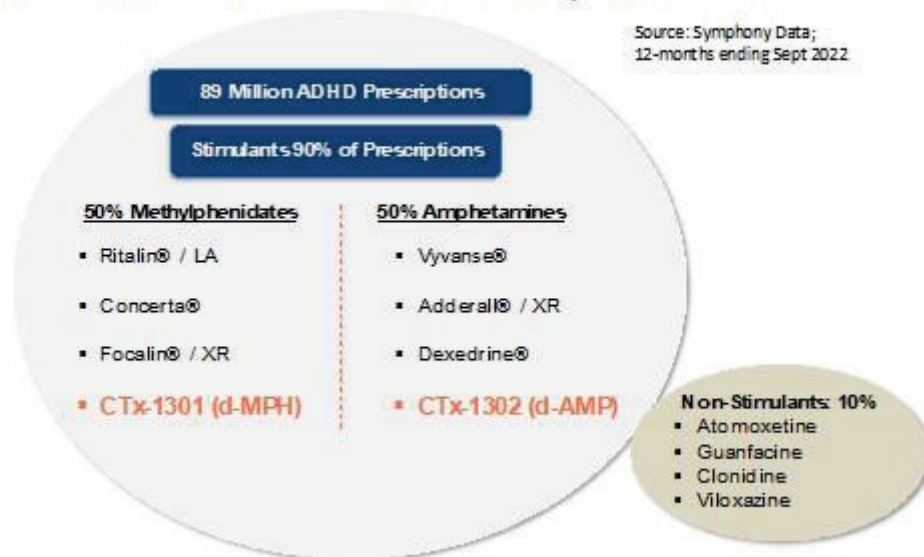 Source: Symphony Data;
12-months ending Sept 2022
89 Million ADHD Prescriptions
Stimulants 90% of Prescriptions
50% Methylphenidates
▪ Ritalin® / LA
▪ Concerta®
▪ Focalin® / XR
▪ CTx-1301 (d-MPH)
50% Amphetamines
▪ Vyvanse®
▪ Adderall® / XR
▪ Dexedrine®
▪ CTx-1302 (d-AMP)
Non-Stimulants: 10%
▪ Atomoxetine
▪ Guanfacine
▪ Clonidine
▪ Viloxazine